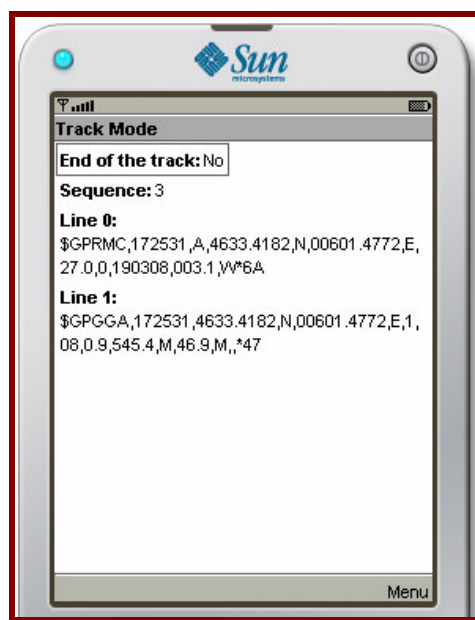 Sun
microsystems
Track Mode
End of the track: No
Sequence: 3
Line 0:
$GPRMC,172531,A,4633.4182,N,00601.4772,E,
27.0,0,190308,003.1,W*6A
Line 1:
$GPGGA,172531,4633.4182,N,00601.4772,E,1,
08,0.9,545.4,M,46.9,M,,*47
Menu